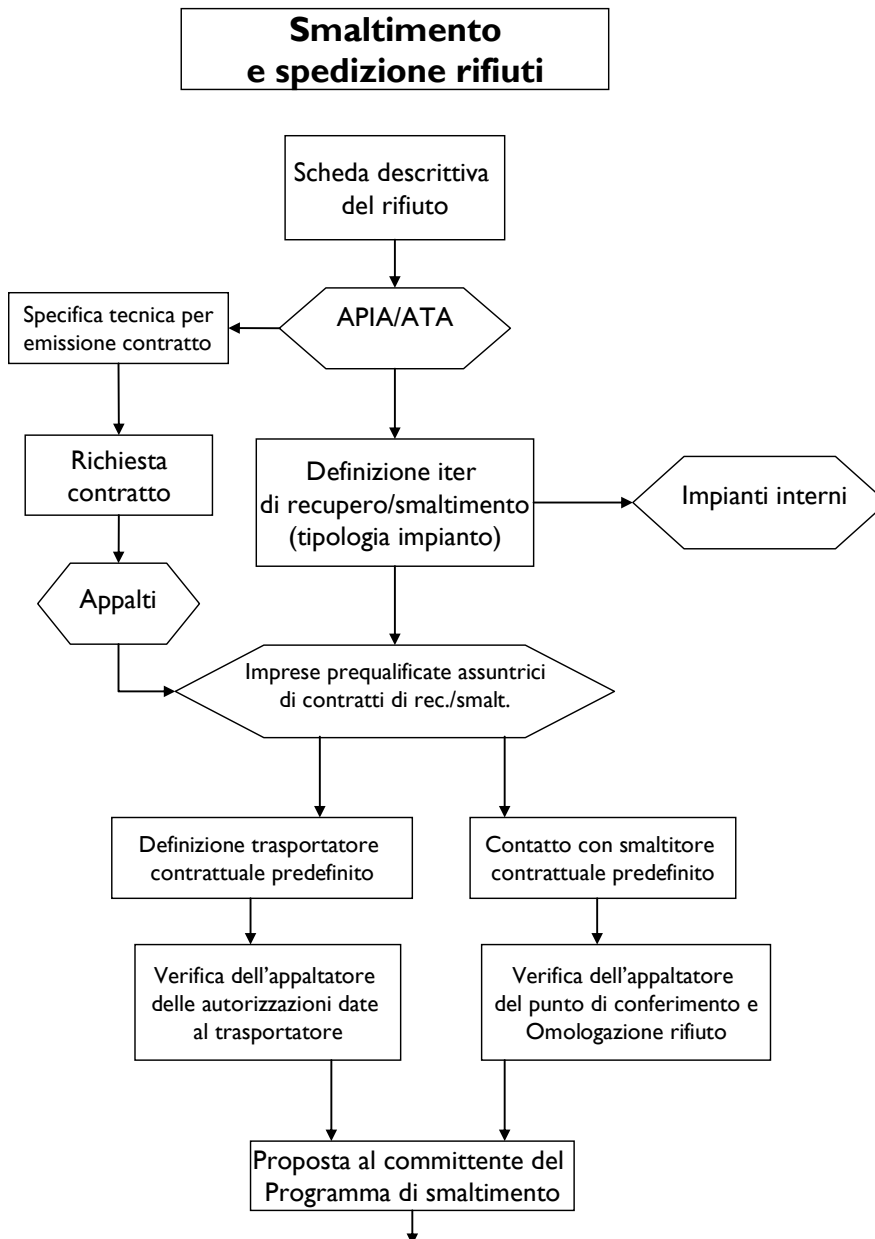 Smaltimento
e spedizione rifiuti
Scheda descrittiva
del rifiuto
APIA/ATA
Specifica tecnica per
emissione contratto
Richiesta
contratto
Definizione iter
di recupero/smaltimento
(tipologia impianto)
Impianti interni
Appalti
Imprese prequalificate assuntrici
di contratti di rec./smalt.
Definizione trasportatore
contrattuale predefinito
Contatto con smaltitore
contrattuale predefinito
Verifica dell'appaltatore
delle autorizzazioni date
al trasportatore
Verifica dell'appaltatore
del punto di conferimento e
Omologazione rifiuto
Proposta al committente del
Programma di smaltimento